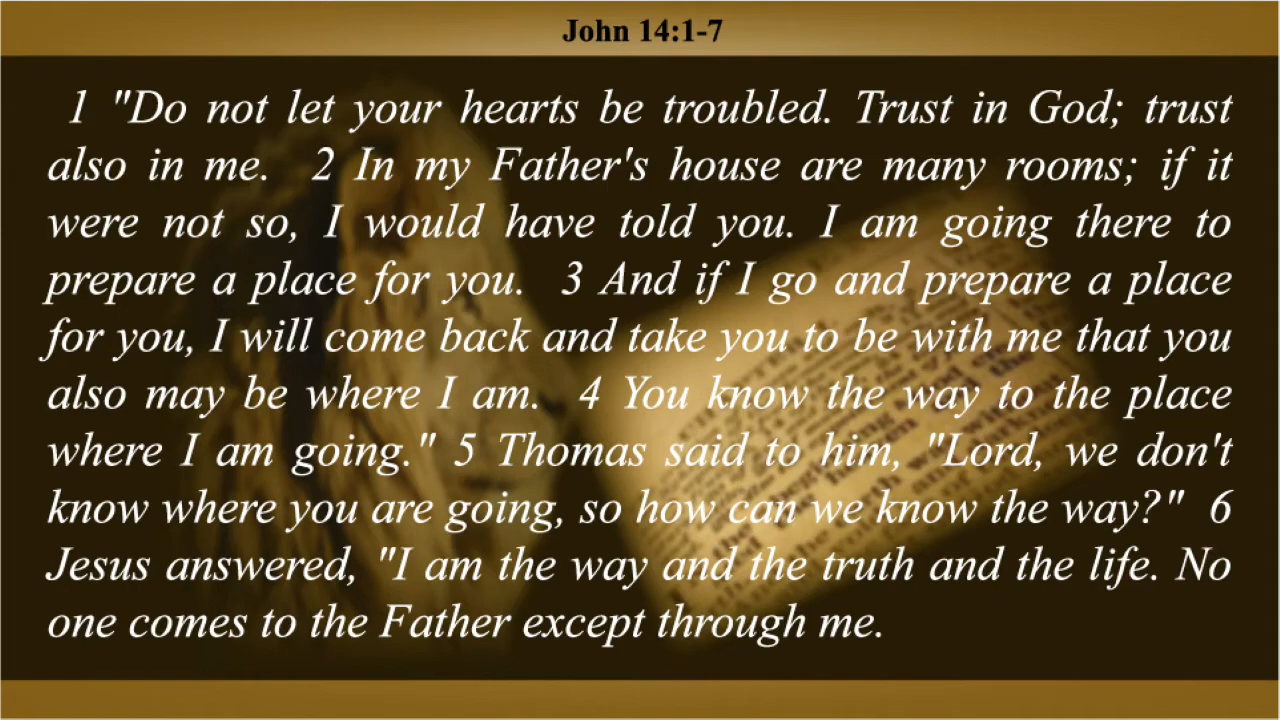 John 14:1-7
1 "Do not let your hearts be troubled. Trust in God; trust
also in me. 2 In my Father's house are many rooms; if it
were not so, I would have told you. I am going there to
prepare a place for you. 3 And if I go and prepare a place
for you, I will come back and take you to be with me that you
also may be where I am. 4 You know the way to the place
where I am going." 5 Thomas said to him, "Lord, we don't
know where you are going, so how can we know the way?" 6
Jesus answered, "I am the way and the truth and the life. No
one comes to the Father except through me.